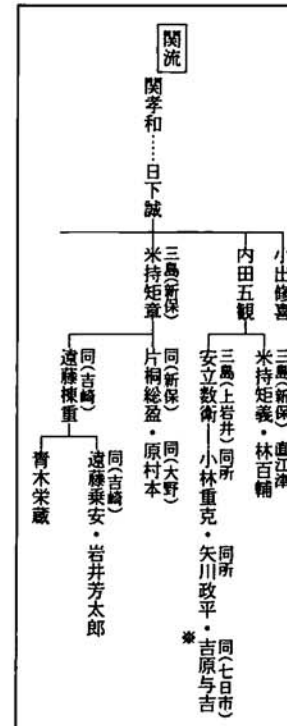 関流
関孝和……日下誠
小出修喜
内田五観
三島(新保) 直江津
米持矩義・林百輔
三島(上岩井) 同所 同所 同(七日市)
安立数衛―小林重克・矢川政平・吉原与吉
※
三島(新保)
米持矩章
同(新保) 同(大野)
片桐総盈・原村本
同(吉崎)
遠藤棟重
同(吉崎)
遠藤乗安・岩井芳太郎
青木栄蔵